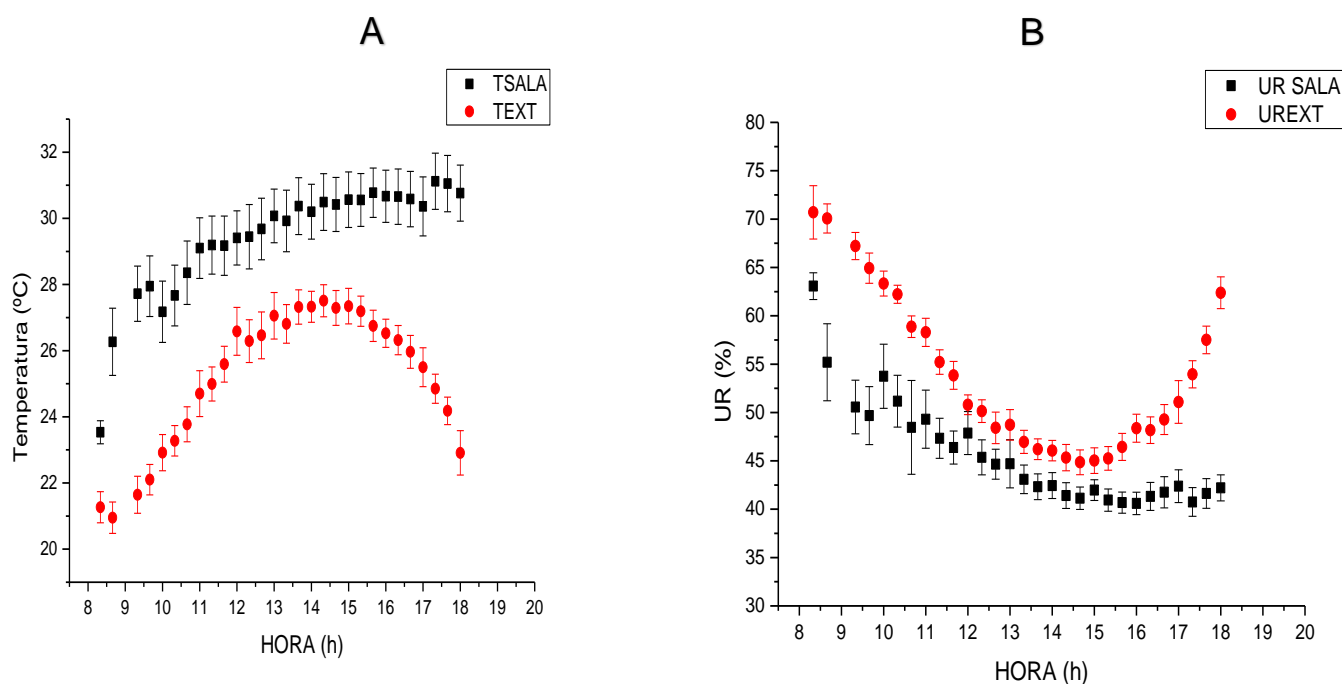 A
TSALA
TEXT
Temperatura (ºC)
32
30
28
26
24
22
20
8 9 10 11 12 13 14 15 16 17 18 19 20
HORA (h)
B
UR SALA
UREXT
UR (%)
80
75
70
65
60
55
50
45
40
35
30
8 9 10 11 12 13 14 15 16 17 18 19 20
HORA (h)